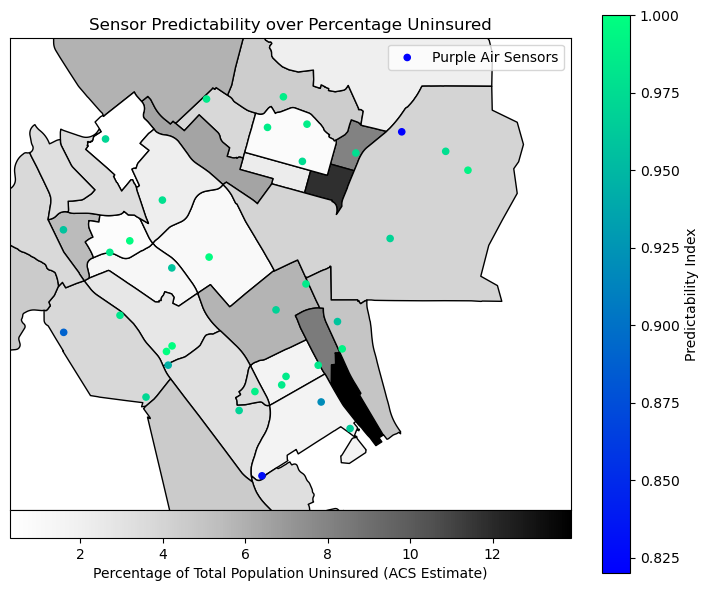 Sensor Predictability over Percentage Uninsured
Purple Air Sensors
1.000
0.975
0.950
0.925
0.900
0.875
0.850
0.825
Predictability Index
2 4 6 8 10 12
Percentage of Total Population Uninsured (ACS Estimate)